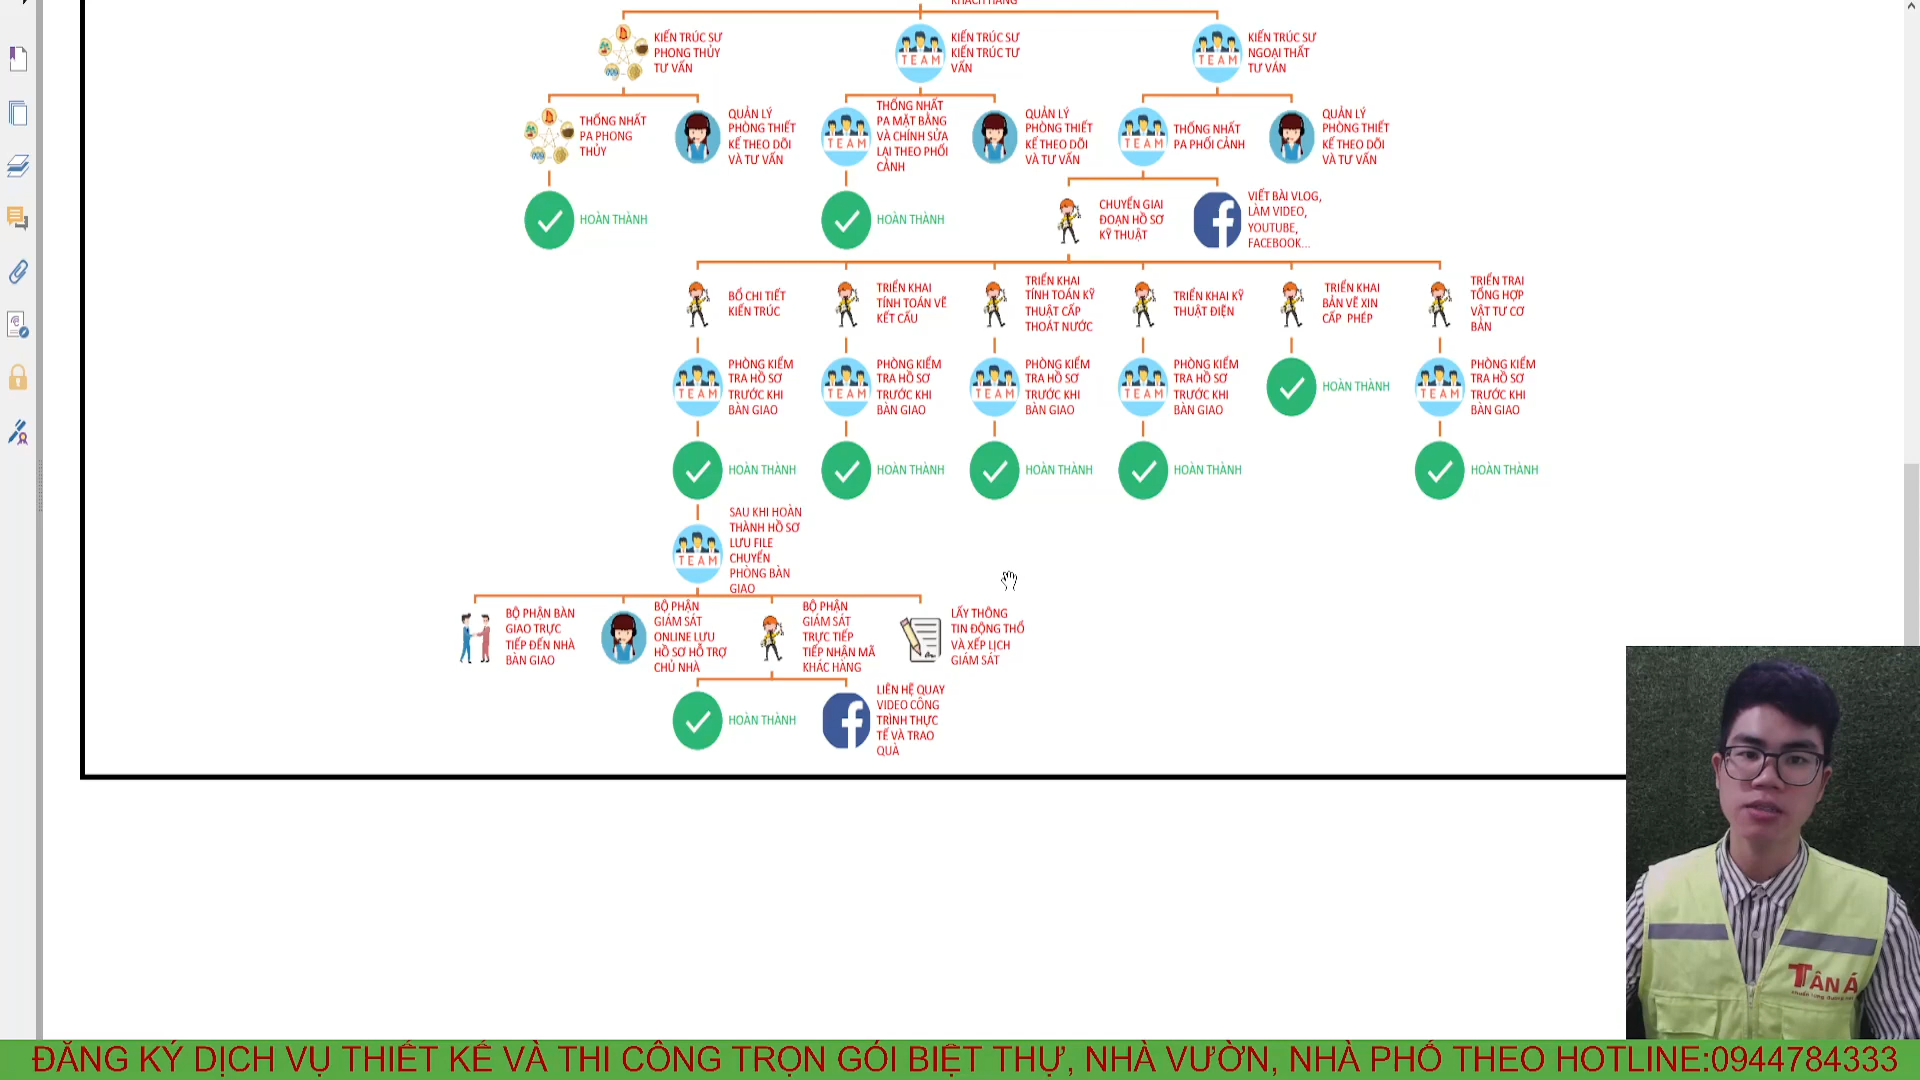 KHÁCH HÀNG
KIẾN TRÚC SƯ
PHONG THỦY
TƯ VẤN
KIẾN TRÚC SƯ
KIẾN TRÚC TƯ
VẤN
KIẾN TRÚC SƯ
NGOẠI THẤT
TƯ VẤN
TEAM
TEAM
THỐNG NHẤT
PA PHONG
THỦY
QUẢN LÝ
PHÒNG THIẾT
KẾ THEO DÕI
VÀ TƯ VẤN
TEAM
THỐNG NHẤT
PA MẶT BẰNG
VÀ CHỈNH SỬA
LẠI THEO PHỐI
CẢNH
QUẢN LÝ
PHÒNG THIẾT
KẾ THEO DÕI
VÀ TƯ VẤN
TEAM
THỐNG NHẤT
PA PHỐI CẢNH
QUẢN LÝ
PHÒNG THIẾT
KẾ THEO DÕI
VÀ TƯ VẤN
HOÀN THÀNH
HOÀN THÀNH
CHUYỂN GIAI
ĐOẠN HỒ SƠ
KỸ THUẬT
VIẾT BÀI VLOG,
LÀM VIDEO,
YOUTUBE,
FACEBOOK...
BỔ CHI TIẾT
KIẾN TRÚC
TRIỂN KHAI
TÍNH TOÁN VẼ
KẾT CẤU
TRIỂN KHAI
TÍNH TOÁN KỸ
THUẬT CẤP
THOÁT NƯỚC
TRIỂN KHAI KỸ
THUẬT ĐIỆN
TRIỂN KHAI
BẢN VẼ XIN
CẤP PHÉP
TRIỂN TRAI
TỔNG HỢP
VẬT TƯ CƠ
BẢN
TEAM
PHÒNG KIỂM
TRA HỒ SƠ
TRƯỚC KHI
BÀN GIAO
TEAM
PHÒNG KIỂM
TRA HỒ SƠ
TRƯỚC KHI
BÀN GIAO
TEAM
PHÒNG KIỂM
TRA HỒ SƠ
TRƯỚC KHI
BÀN GIAO
TEAM
PHÒNG KIỂM
TRA HỒ SƠ
TRƯỚC KHI
BÀN GIAO
HOÀN THÀNH
TEAM
PHÒNG KIỂM
TRA HỒ SƠ
TRƯỚC KHI
BÀN GIAO
HOÀN THÀNH
HOÀN THÀNH
HOÀN THÀNH
HOÀN THÀNH
HOÀN THÀNH
TEAM
SAU KHI HOÀN
THÀNH HỒ SƠ
LƯU FILE
CHUYỂN
PHÒNG BÀN
GIAO
BỘ PHẬN BÀN
GIAO TRỰC
TIẾP ĐẾN NHÀ
BÀN GIAO
BỘ PHẬN
GIÁM SÁT
ONLINE LƯU
HỒ SƠ HỖ TRỢ
CHỦ NHÀ
BỘ PHẬN
GIÁM SÁT
TRỰC TIẾP
TIẾP NHẬN MÃ
KHÁC HÀNG
LẤY THÔNG
TIN ĐỘNG THỔ
VÀ XẾP LỊCH
GIÁM SÁT
HOÀN THÀNH
LIÊN HỆ QUAY
VIDEO CÔNG
TRÌNH THỰC
TẾ VÀ TRAO
QUÀ
TÂN Á
ĐĂNG KÝ DỊCH VỤ THIẾT KẾ VÀ THI CÔNG TRỌN GÓI BIỆT THỰ, NHÀ VƯỜN, NHÀ PHỐ THEO HOTLINE:0944784333